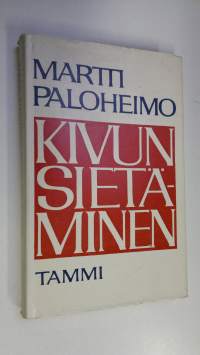 MARTTI
PALOHEIMO
KIVUN
SIETÄ-
MINEN
TAMMI